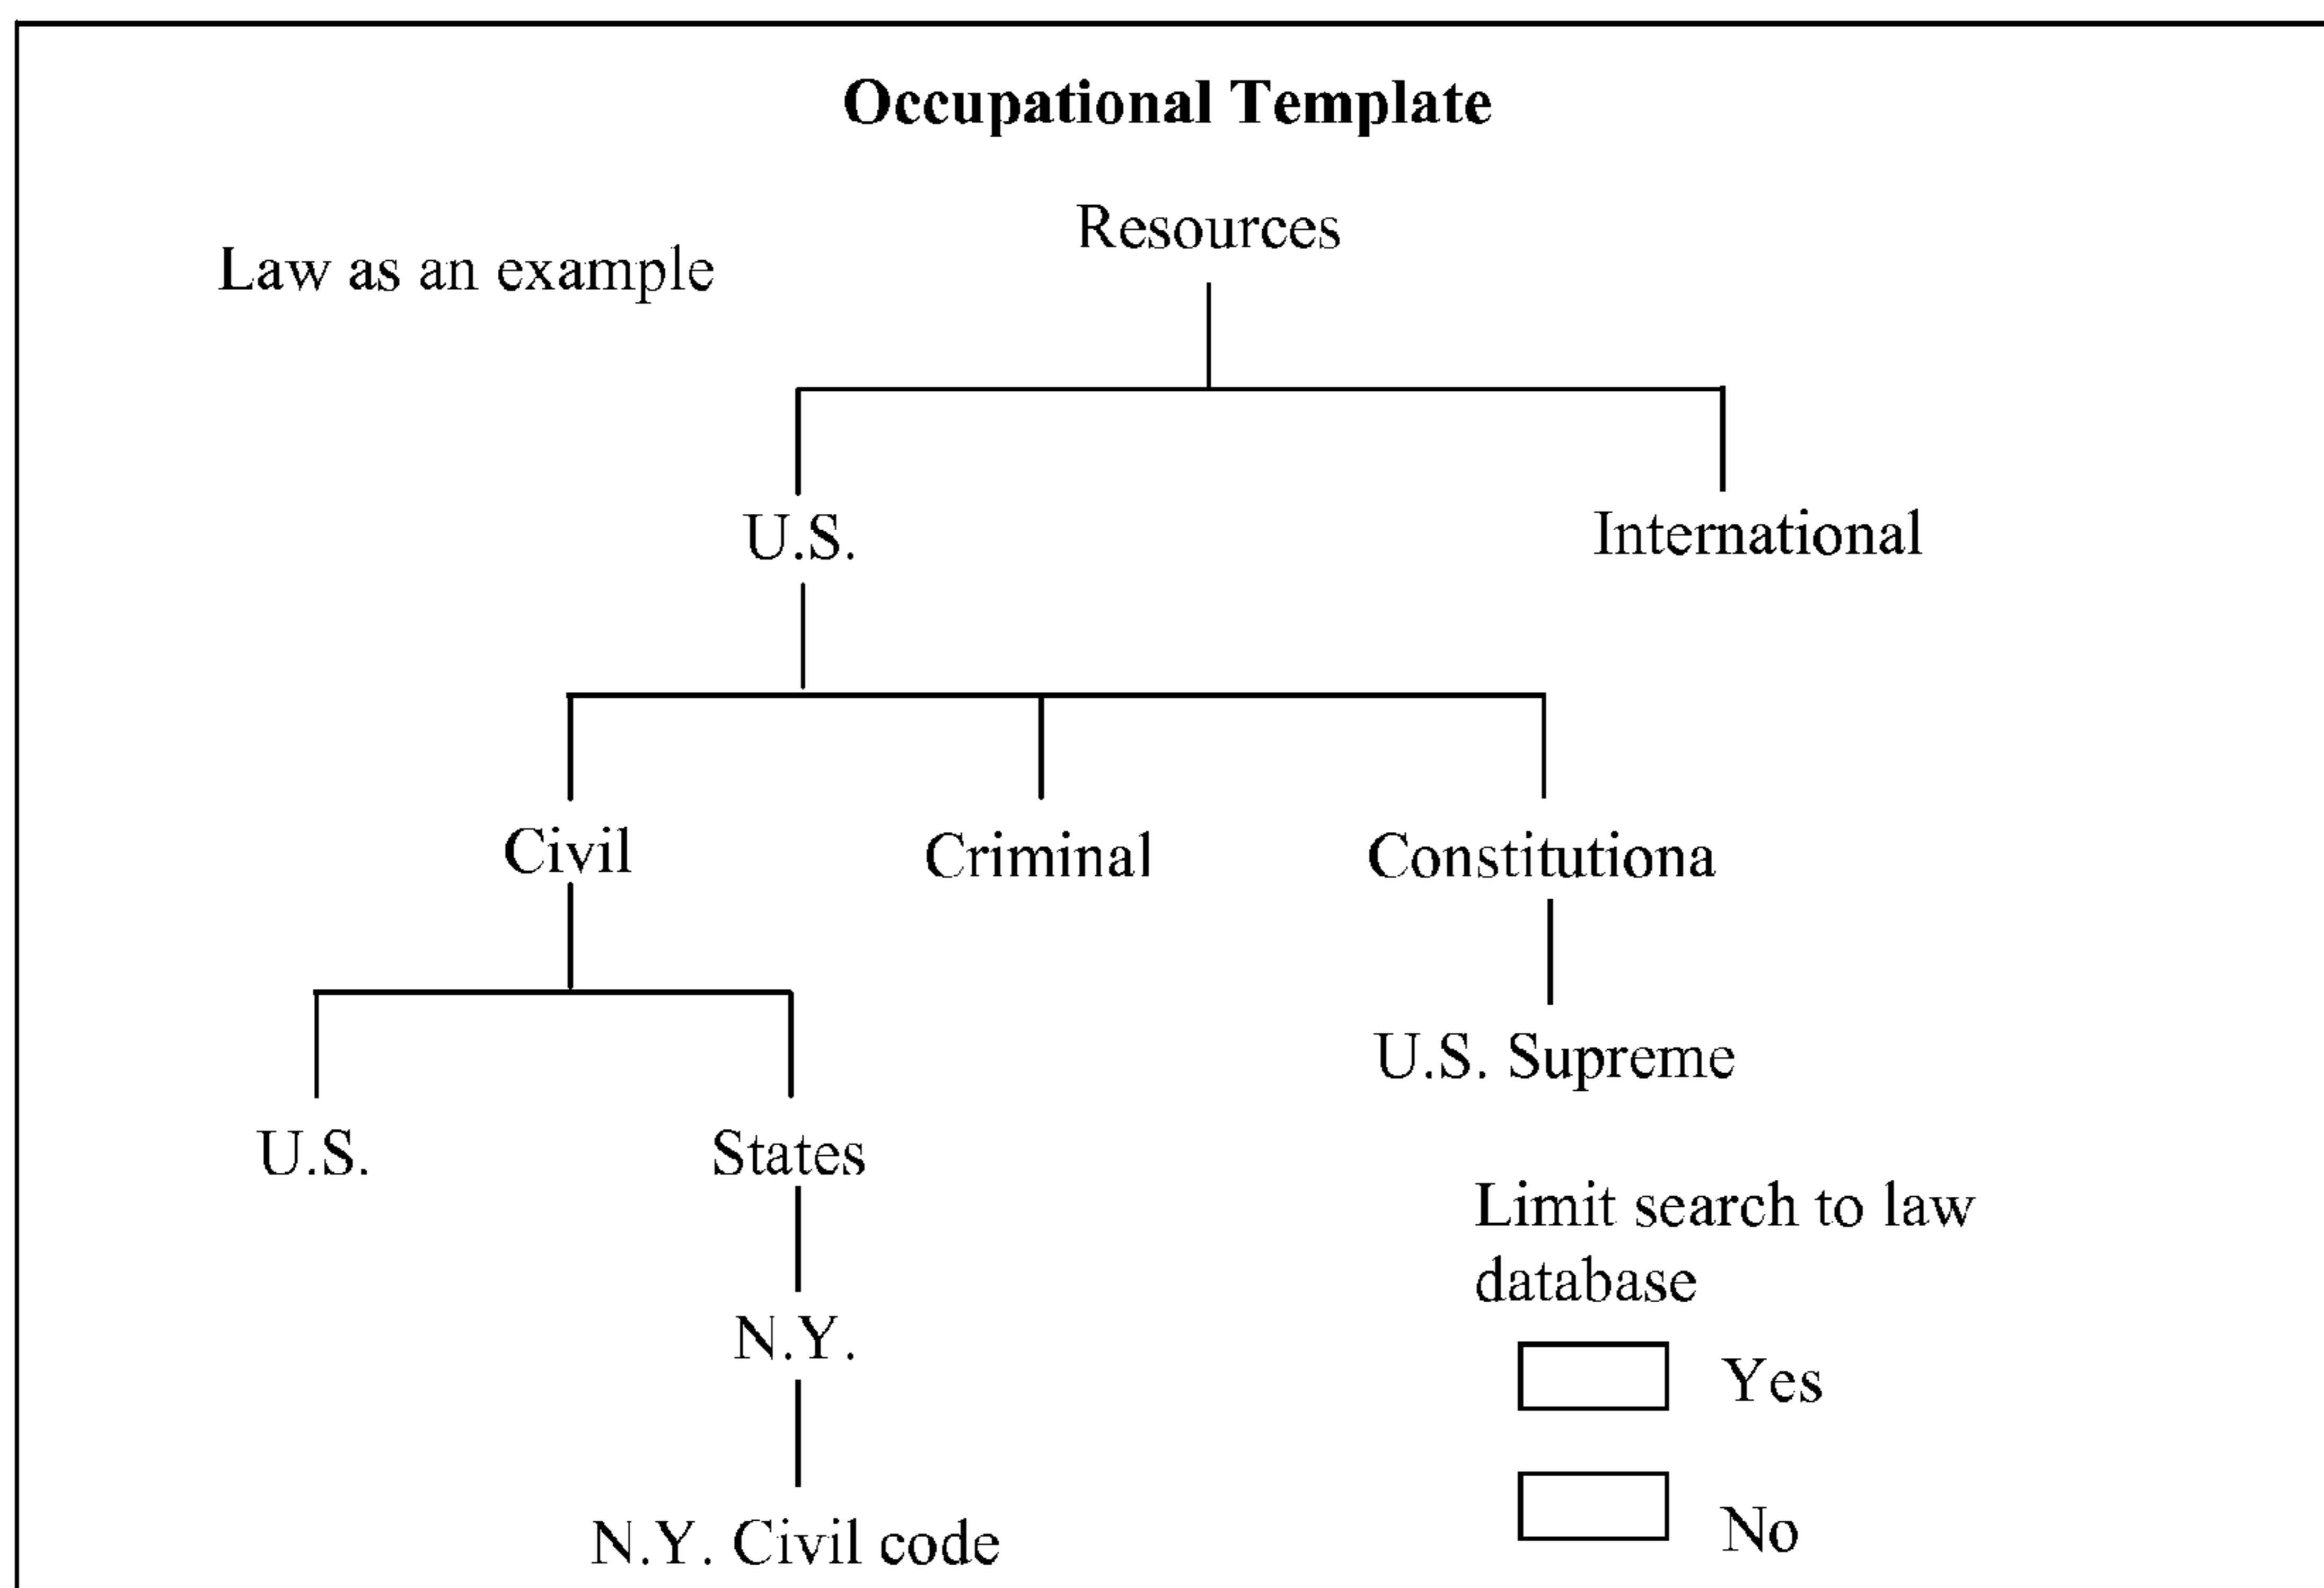 Occupational Template
Resources
Law as an example
U.S.
International
Civil
Criminal
Constitutiona
U.S. Supreme
U.S.
States
Limit search to law
database
N.Y.
Yes
No
N.Y. Civil code